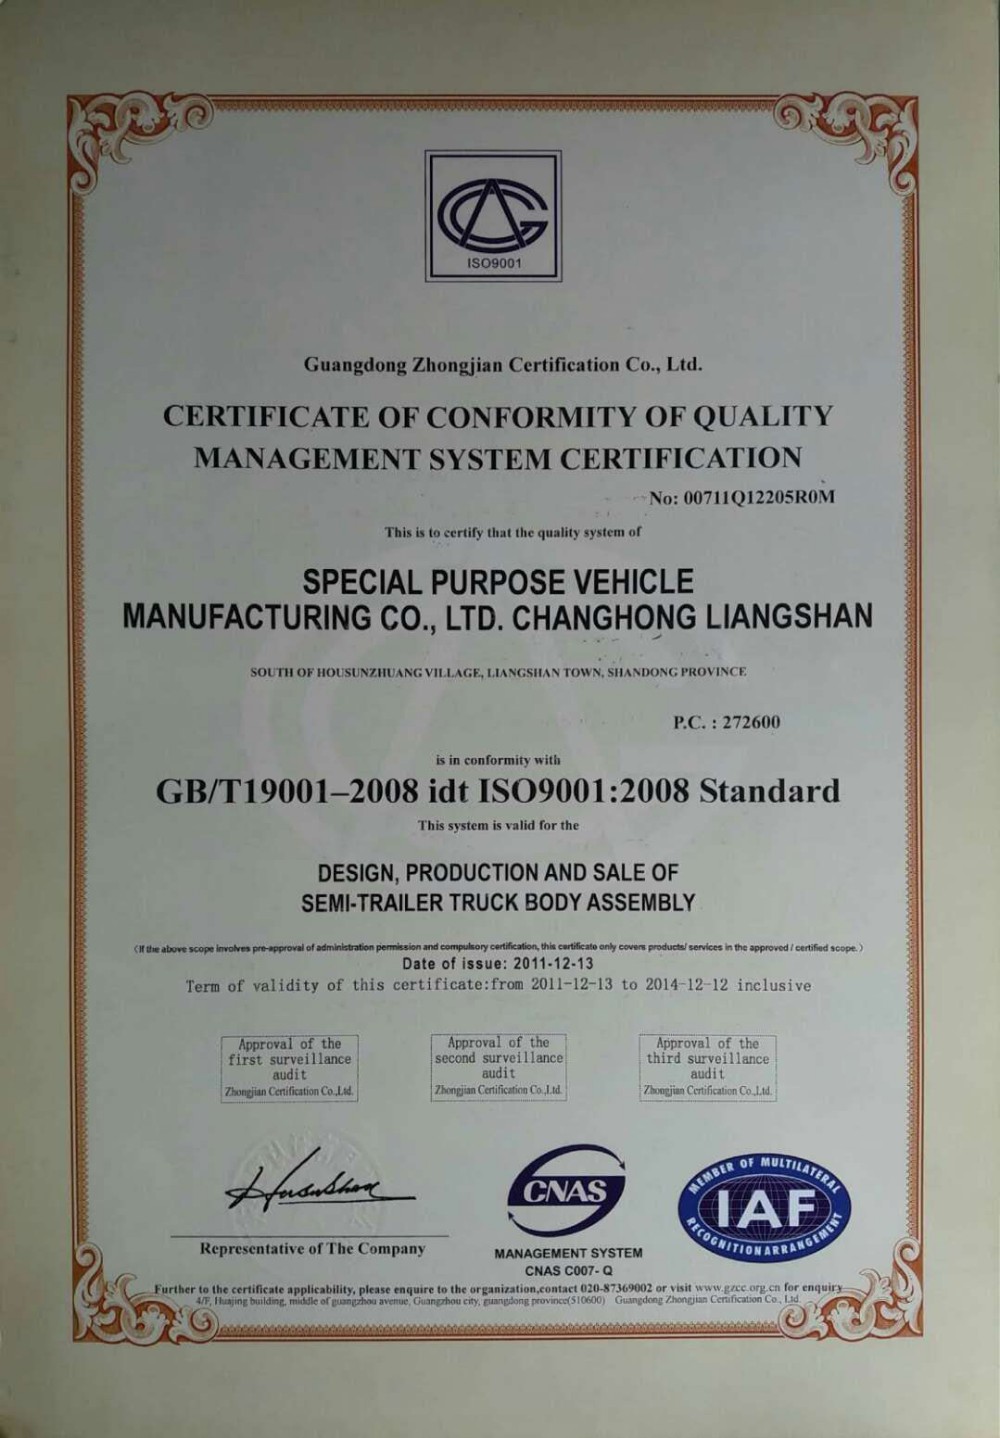 ISO9001
Guangdong Zhongjian Certification Co., Ltd.
CERTIFICATE OF CONFORMITY OF QUALITY
MANAGEMENT SYSTEM CERTIFICATION
No: 00711Q12205R0M
This is to certify that the quality system of
SPECIAL PURPOSE VEHICLE
MANUFACTURING CO., LTD. CHANGHONG LIANGSHAN
SOUTH OF HOUSUNZHUANG VILLAGE, LIANGSHAN TOWN, SHANDONG PROVINCE
P.C. : 272600
is in conformity with
GB/T19001–2008 idt ISO9001:2008 Standard
This system is valid for the
DESIGN, PRODUCTION AND SALE OF
SEMI-TRAILER TRUCK BODY ASSEMBLY
(If the above scope involves pre-approval of administration permission and compulsory certification, this certificate only covers products/ services in the approved / certified scope.)
Date of issue: 2011-12-13
Term of validity of this certificate:from 2011-12-13 to 2014-12-12 inclusive
Approval of the
first surveillance
audit
Zhongjian Certification Co.,Ltd.
Approval of the
second surveillance
audit
Zhongjian Certification Co.,Ltd.
Approval of the
third surveillance
audit
Zhongjian Certification Co.,Ltd.
Representative of The Company
CNAS
MANAGEMENT SYSTEM
CNAS C007- Q
MEMBER OF MULTILATERAL
IAF
RECOGNITION ARRANGEMENT
Further to the certificate applicability, please enquire to the organization,contact 020-87369002 or visit www.gzcc.org.cn for enquiry
4/F, Huajing building, middle of guangzhou avenue, Guangzhou city, guangdong province(510600) Guangdong Zhongjian Certification Co., Ltd.